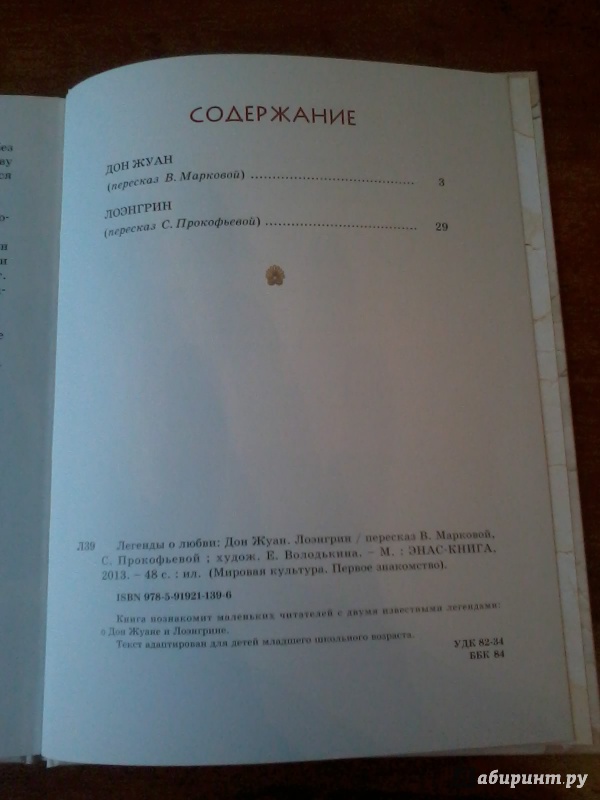 ез
ву
ся
о-
н
и
т.
е
СОДЕРЖАНИЕ
ДОН ЖУАН
(пересказ В. Марковой) ........................................ 3
ЛОЭНГРИН
(пересказ С. Прокофьевой) ..................................... 29
Л39 Легенды о любви: Дон Жуан. Лоэнгрин / пересказ В. Марковой,
С. Прокофьевой ; худож. Е. Володькина. – М. : ЭНАС-КНИГА,
2013. – 48 с. : ил. (Мировая культура. Первое знакомство).
ISBN 978-5-91921-139-6
Книга познакомит маленьких читателей с двумя известными легендами:
о Дон Жуане и Лоэнгрине.
Текст адаптирован для детей младшего школьного возраста.
УДК 82-34
ББК 84
абиринт.ру